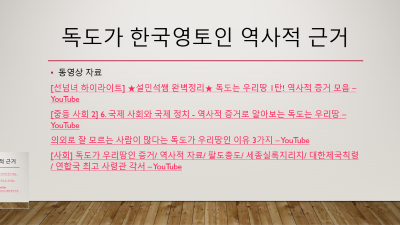 독도가 한국영토인 역사적 근거
• 동영상 자료
[선넘녀 하이라이트] ★설민석쌤 완벽정리★ 독도는 우리땅 1탄! 역사적 증거 모음 –
YouTube
[중등 사회 2] 6. 국제 사회와 국제 정치 - 역사적 증거로 알아보는 독도는 우리땅 –
YouTube
의외로 잘 모르는 사람이 많다는 독도가 우리땅인 이유 3가지 – YouTube
[사회] 독도가 우리땅인 증거/ 역사적 자료/ 팔도총도/ 세종실록지리지/ 대한제국칙령
/ 연합국 최고 사령관 각서 – YouTube